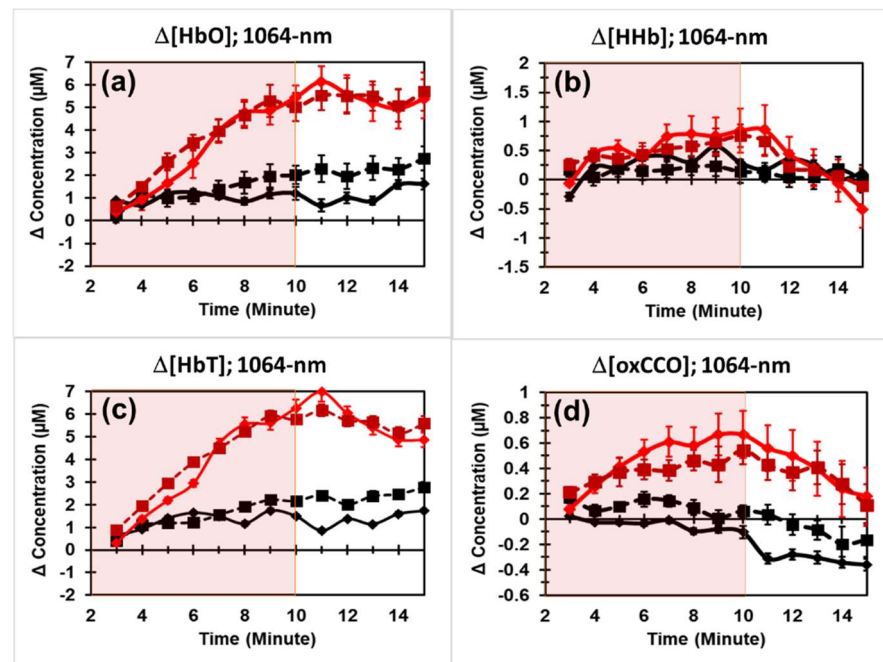 Δ[HbO]; 1064-nm
(a)
Δ Concentration (µM)
7
6
5
4
3
2
1
0
-1
-2
2 4 6 8 10 12 14
Time (Minute)
Δ[HHb]; 1064-nm
(b)
Δ Concentration (µM)
2
1.5
1
0.5
0
-0.5
-1
-1.5
2 4 6 8 10 12 14
Time (Minute)
Δ[HbT]; 1064-nm
(c)
Δ Concentration (µM)
7
6
5
4
3
2
1
0
-1
-2
2 4 6 8 10 12 14
Time (Minute)
Δ[oxCCO]; 1064-nm
(d)
Δ Concentration (µM)
1
0.8
0.6
0.4
0.2
0
-0.2
-0.4
-0.6
2 4 6 8 10 12 14
Time (Minute)